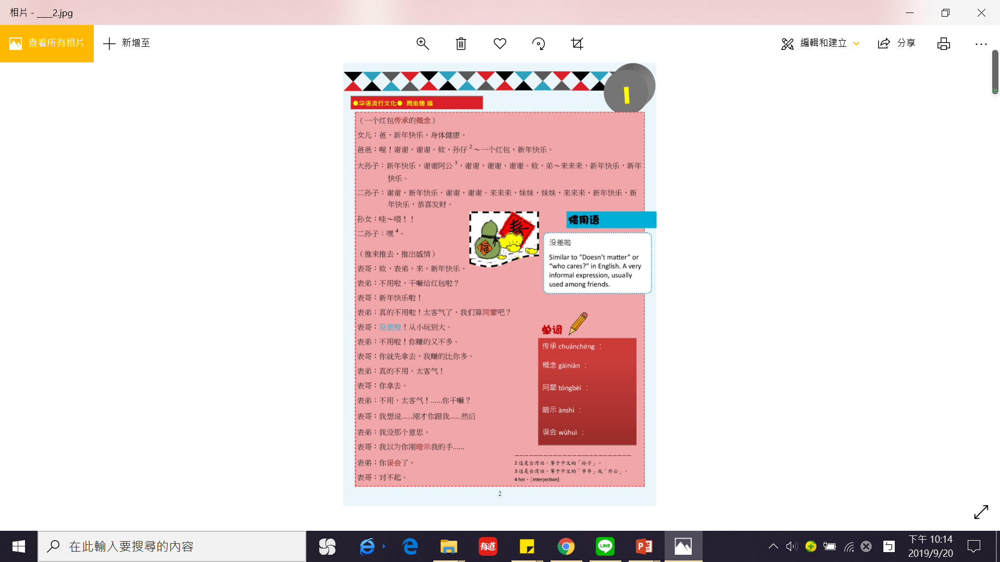 相片 - ___2.jpg
查看所有相片
新增至
編輯和建立
分享
1
●华语流行文化● 周俞姗 编
（一个红包传承的概念）
女儿：爸，新年快乐，身体健康。
爸爸：喔！谢谢，谢谢。欸，孙仔2～一个红包，新年快乐。
大孙子：新年快乐，谢谢阿公3，谢谢，谢谢，谢谢。欸，弟～来来来，新年快乐，新年
快乐。
二孙子：谢谢，新年快乐，谢谢，谢谢。来来来，妹妹，妹妹，来来来，新年快乐，新
年快乐，恭喜发财。
孙女：哇～喂！！
二孙子：嘿4。
（推来推去，推出感情）
表哥：欸，表弟，来，新年快乐。
表弟：不用啦，干嘛给红包啦？
表哥：新年快乐啦！
表弟：真的不用啦！太客气了，我们算同辈吧？
表哥：没差啦！从小玩到大。
表弟：不用啦！你赚的又不多。
表哥：你就先拿去，我赚的比你多。
表弟：真的不用，太客气！
表哥：你拿去。
表弟：不用，太客气！......你干嘛？
表哥：我想说......刚才你跟我......然后
表弟：我没那个意思。
表哥：我以为你刚暗示我的手......
表弟：你误会了。
表哥：对不起。
春
福
惯用语
没差啦
Similar to “Doesn’t matter” or
“who cares?” in English. A very
informal expression, usually
used among friends.
单词
传承 chuánchéng ：
概念 gàiniàn ：
同辈 tóngbèi ：
暗示 ànshì ：
误会 wùhuì ：
2 这是台湾话，等于中文的「孙子」。
3 这是台湾话，等于中文的「爷爷」或「外公」。
4 hei，[interjection]
2
在此輸入要搜尋的內容
有道
LINE
ㄅ
下午 10:14
2019/9/20